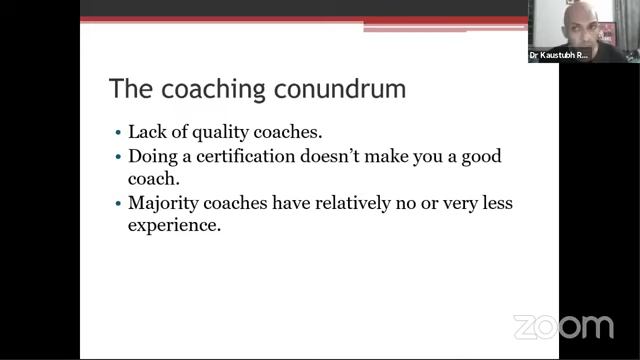 Dr Kaustubh R...
The coaching conundrum
• Lack of quality coaches.
• Doing a certification doesn't make you a good
coach.
• Majority coaches have relatively no or very less
experience.
zoom